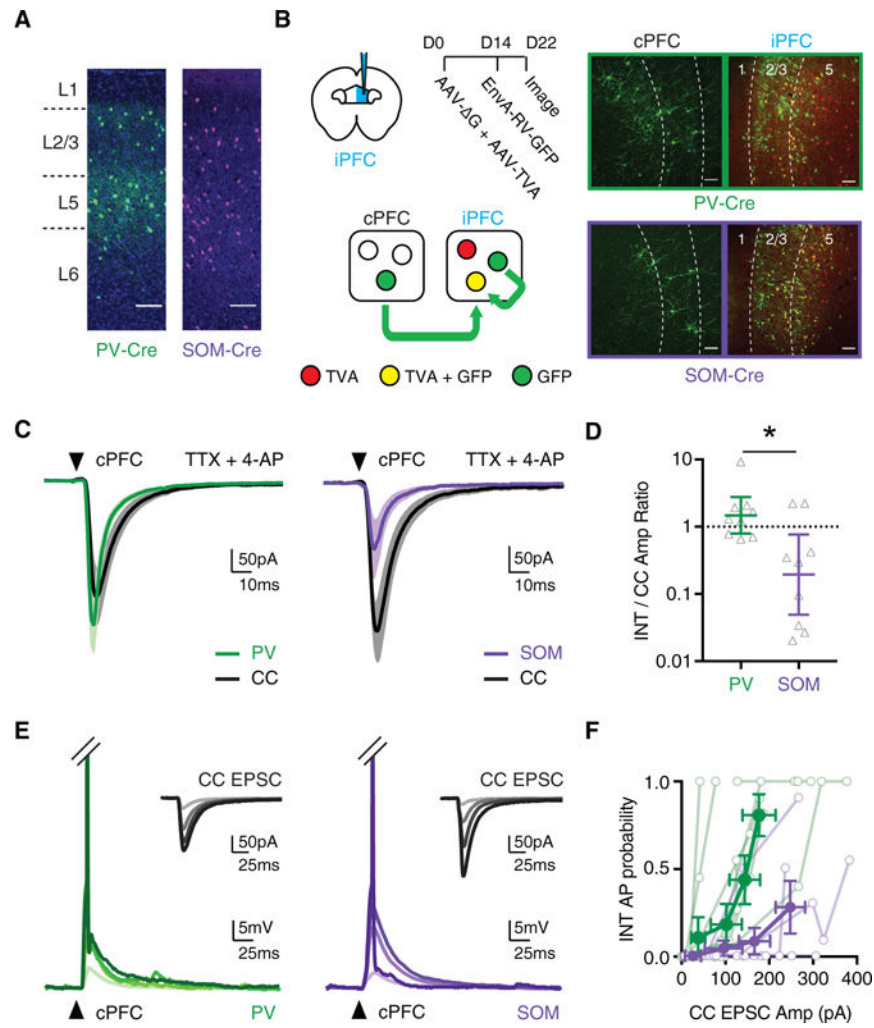 A
L1
L2/3
L5
L6
PV-Cre
SOM-Cre
B
iPFC
D0 D14 D22
AAV-ΔG + AAV-TVA
EnvA-RV-GFP
Image
cPFC
iPFC
TVA
TVA + GFP
GFP
cPFC
iPFC
1 2/3 5
PV-Cre
1 2/3 5
SOM-Cre
C
cPFC TTX + 4-AP
50pA
10ms
PV
CC
cPFC TTX + 4-AP
50pA
10ms
SOM
CC
D
*
INT / CC Amp Ratio
10
1
0.1
0.01
PV SOM
E
CC EPSC
50pA
25ms
5mV
25ms
cPFC PV
CC EPSC
50pA
25ms
5mV
25ms
cPFC SOM
F
INT AP probability
1.0
0.5
0.0
0 100 200 300 400
CC EPSC Amp (pA)